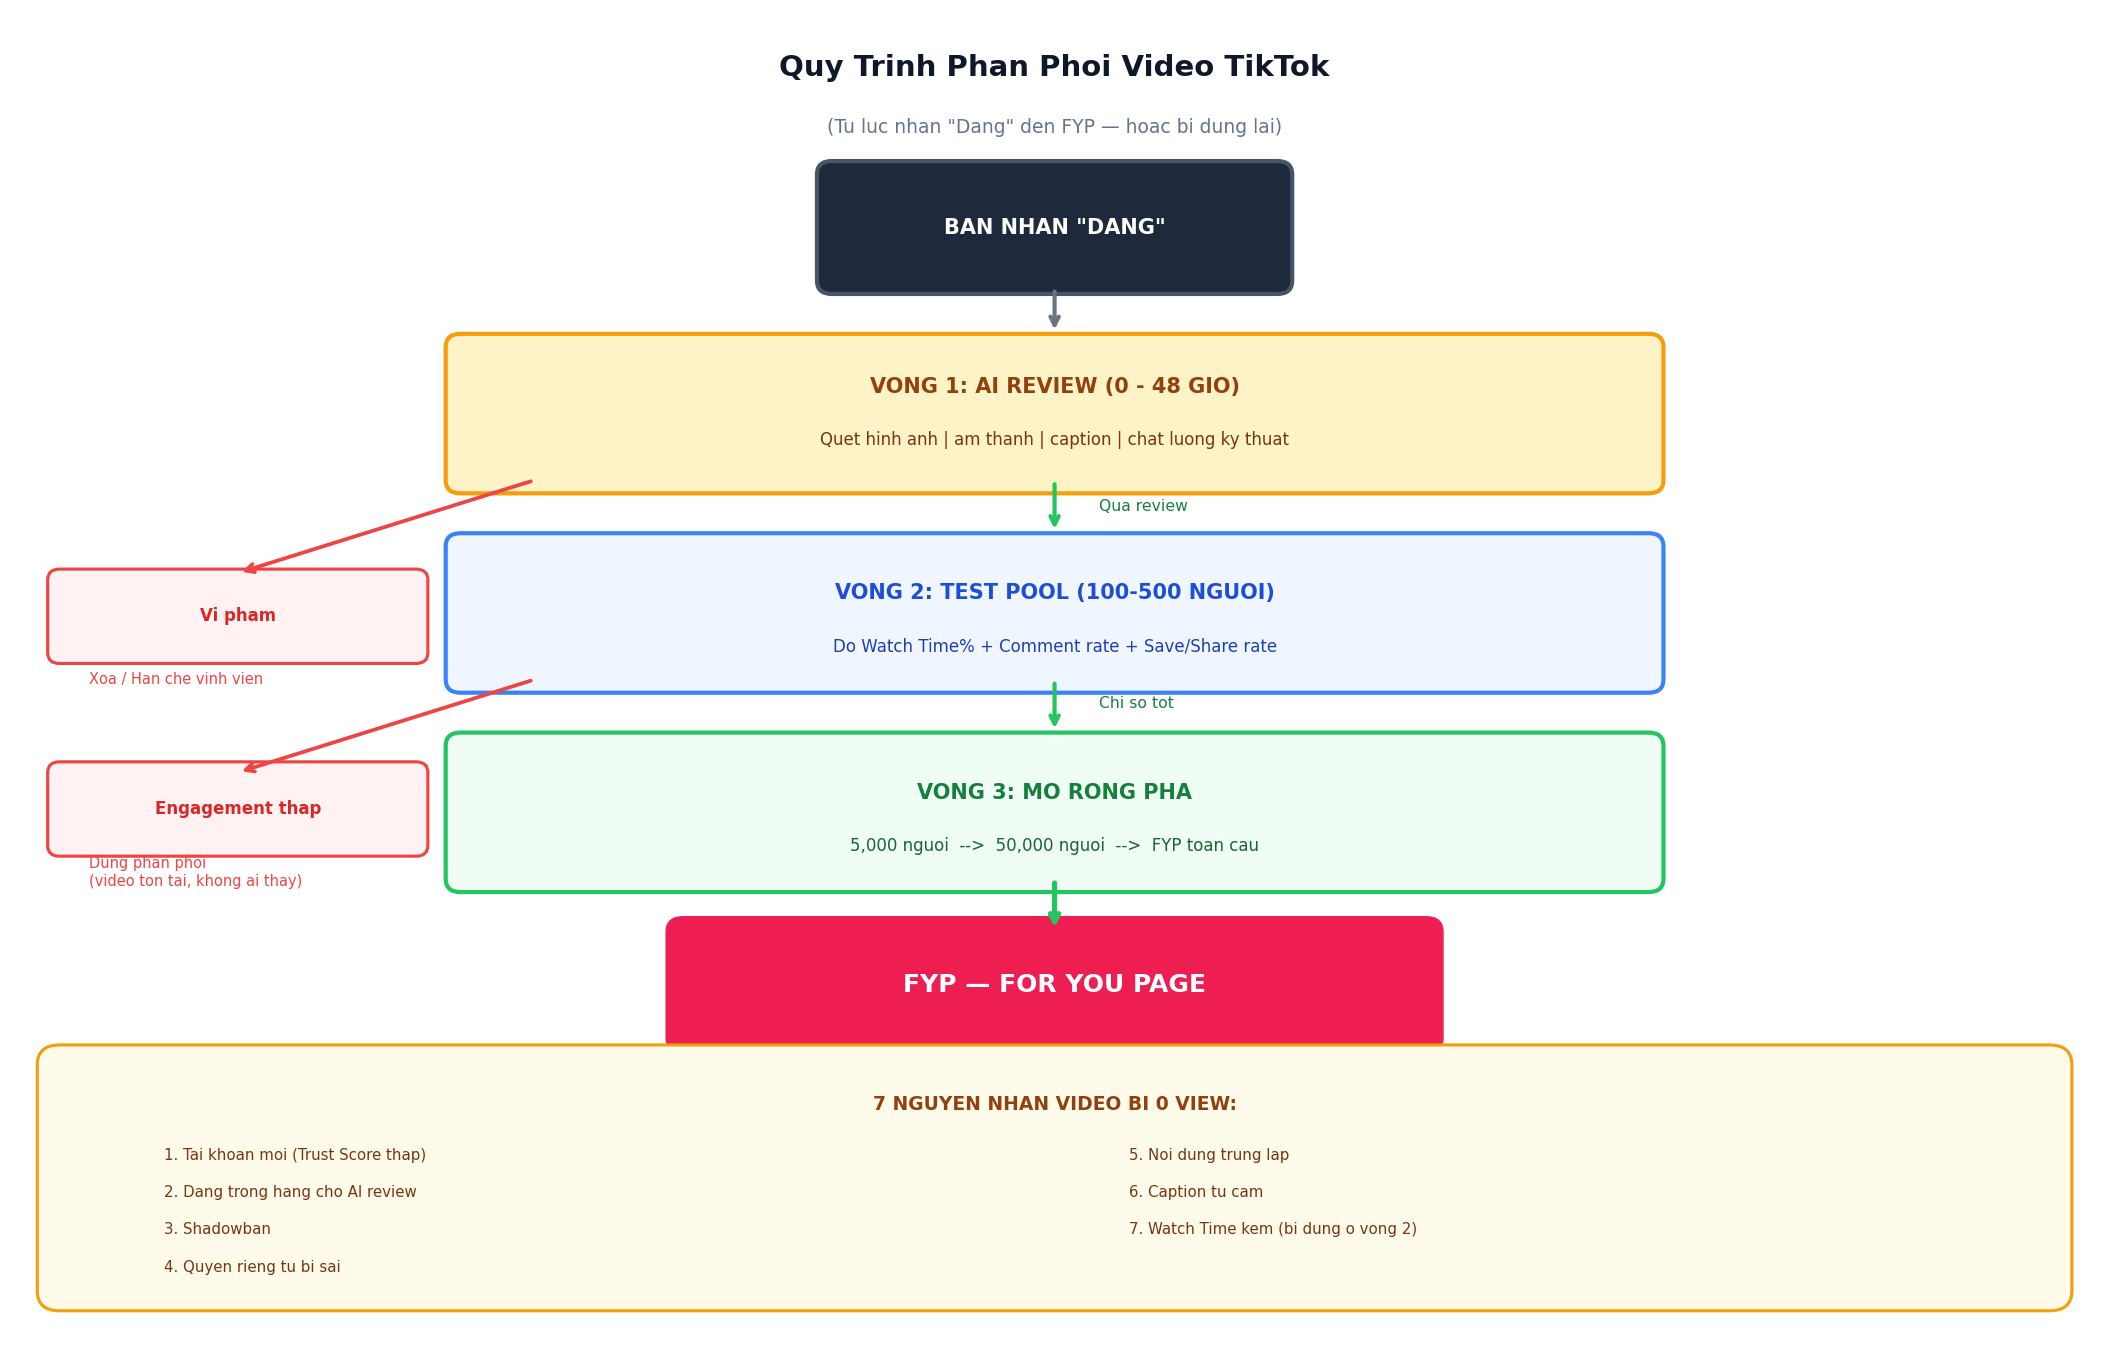 Quy Trinh Phan Phoi Video TikTok
(Tu luc nhan "Dang" den FYP — hoac bi dung lai)
BAN NHAN "DANG"
VONG 1: AI REVIEW (0 - 48 GIO)
Quet hinh anh | am thanh | caption | chat luong ky thuat
Qua review
VONG 2: TEST POOL (100-500 NGUOI)
Do Watch Time% + Comment rate + Save/Share rate
Vi pham
Xoa / Han che vinh vien
Chi so tot
VONG 3: MO RONG PHA
5,000 nguoi --> 50,000 nguoi --> FYP toan cau
Engagement thap
Dung phan phoi
(video ton tai, khong ai thay)
FYP — FOR YOU PAGE
7 NGUYEN NHAN VIDEO BI 0 VIEW:
1. Tai khoan moi (Trust Score thap)
2. Dang trong hang cho AI review
3. Shadowban
4. Quyen rieng tu bi sai
5. Noi dung trung lap
6. Caption tu cam
7. Watch Time kem (bi dung o vong 2)